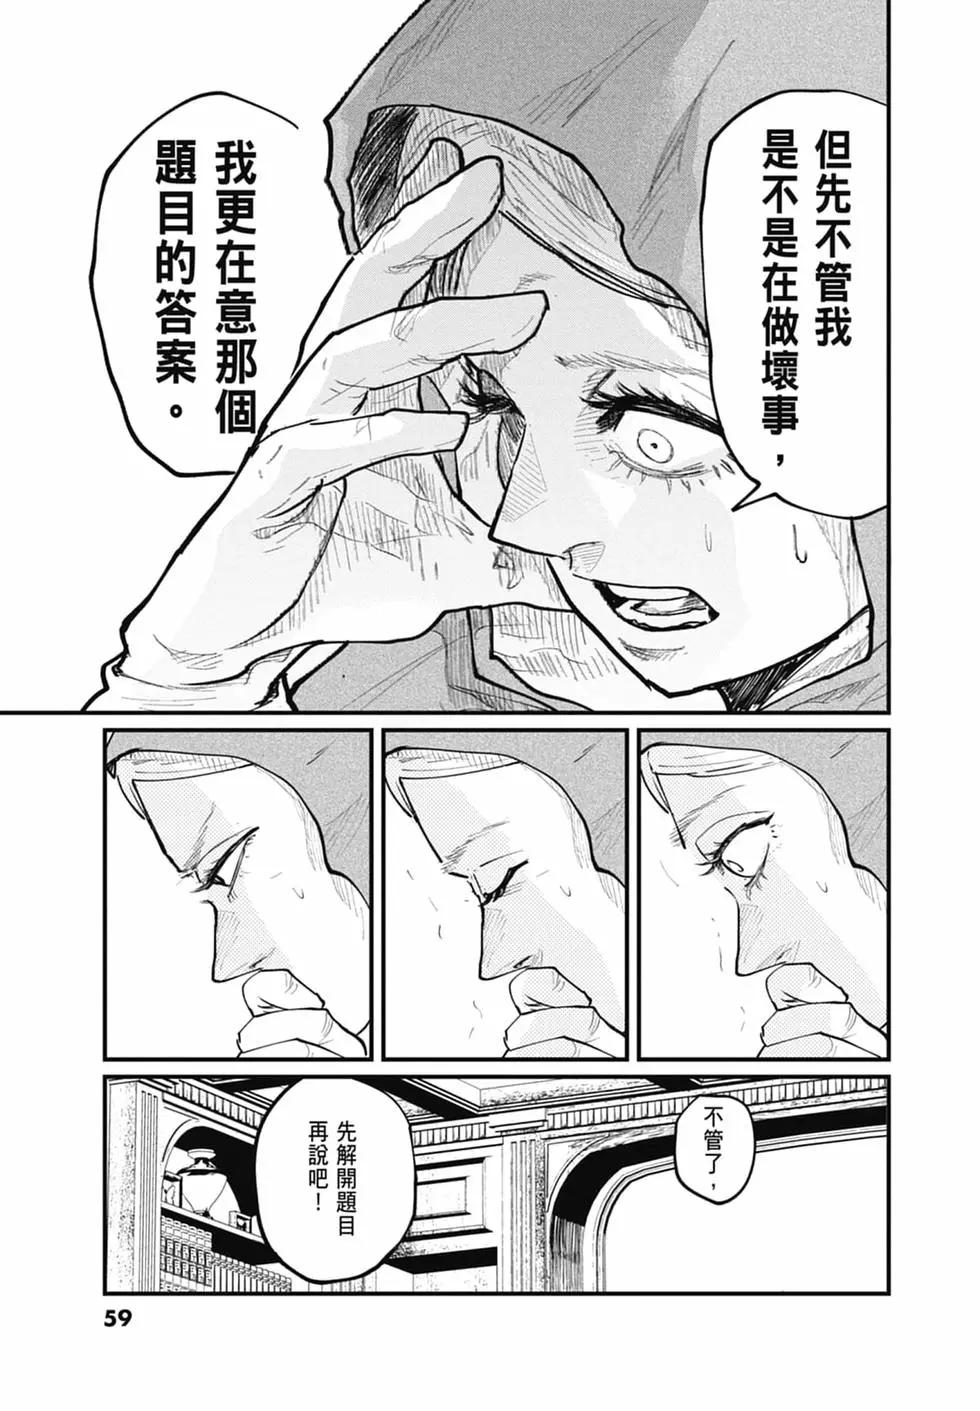 但先不管我
是不是在做壞事，
我更在意那個
題目的答案。
不管了，
先解開題目
再說吧！
59